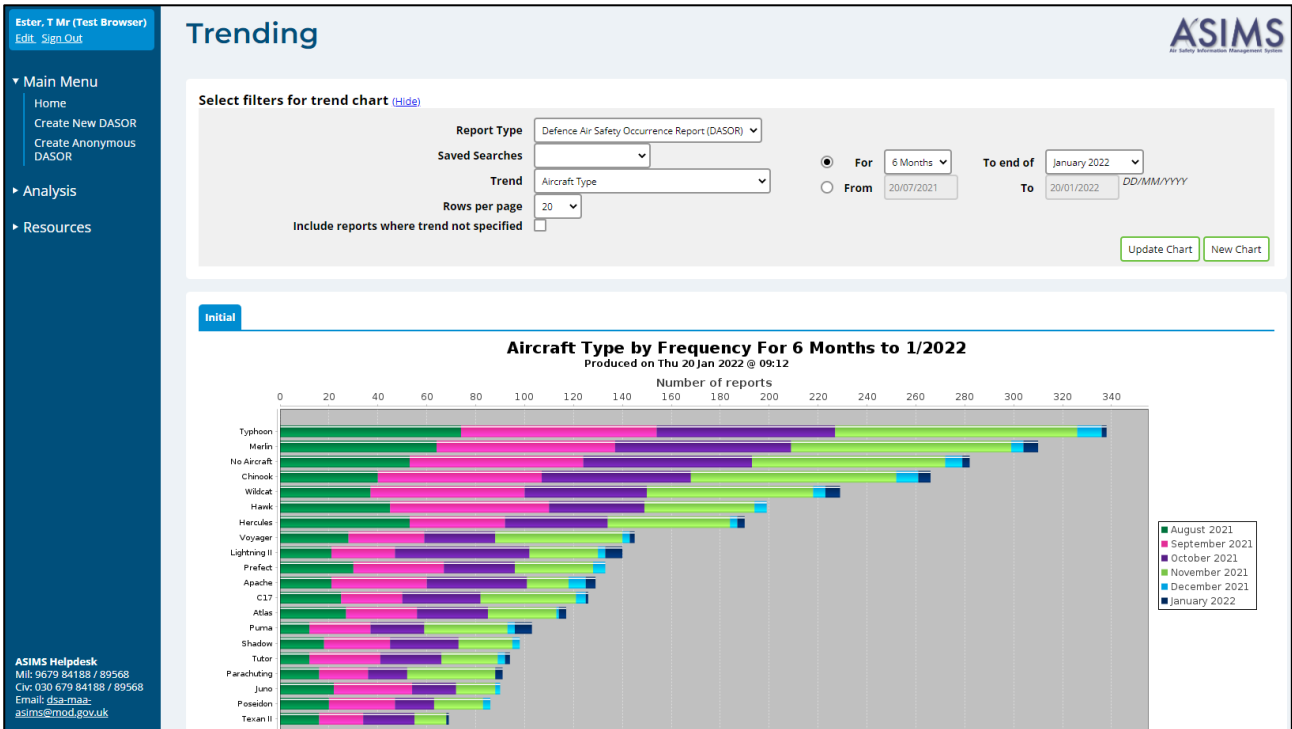 Ester, T Mr (Test Browser)
Edit Sign Out
Main Menu
Home
Create New DASOR
Create Anonymous
DASOR
Analysis
Resources
ASIMS Helpdesk
Mil: 9679 84188 / 89568
Civ: 030 679 84188 / 89568
Email: dsa-maa-
asims@mod.gov.uk
Trending
ASIMS
Air Safety Information Management System
Select filters for trend chart (Hide)
Report Type Defence Air Safety Occurrence Report (DASOR)
Saved Searches
Trend Aircraft Type
Rows per page 20
Include reports where trend not specified
For 6 Months To end of January 2022
From 20/07/2021 To 20/01/2022 DD/MM/YYYY
Update Chart New Chart
Initial
Aircraft Type by Frequency For 6 Months to 1/2022
Produced on Thu 20 Jan 2022 @ 09:12
Number of reports
0 20 40 60 80 100 120 140 160 180 200 220 240 260 280 300 320 340
Typhoon
Merlin
No Aircraft
Chinook
Wildcat
Hawk
Hercules
Voyager
Lightning II
Prefect
Apache
C17
Atlas
Puma
Shadow
Tutor
Parachuting
Juno
Poseidon
Texan II
August 2021
September 2021
October 2021
November 2021
December 2021
January 2022